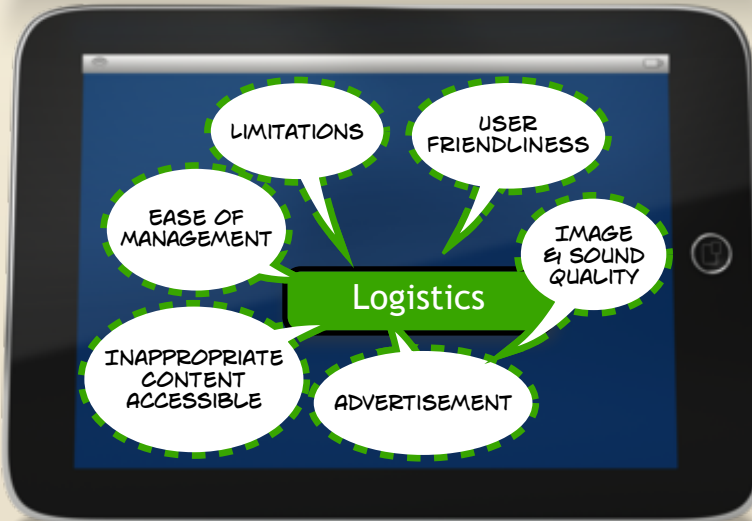 LIMITATIONS
USER
FRIENDLINESS
EASE OF
MANAGEMENT
IMAGE
& SOUND
QUALITY
Logistics
INAPPROPRIATE
CONTENT
ACCESSIBLE
ADVERTISEMENT